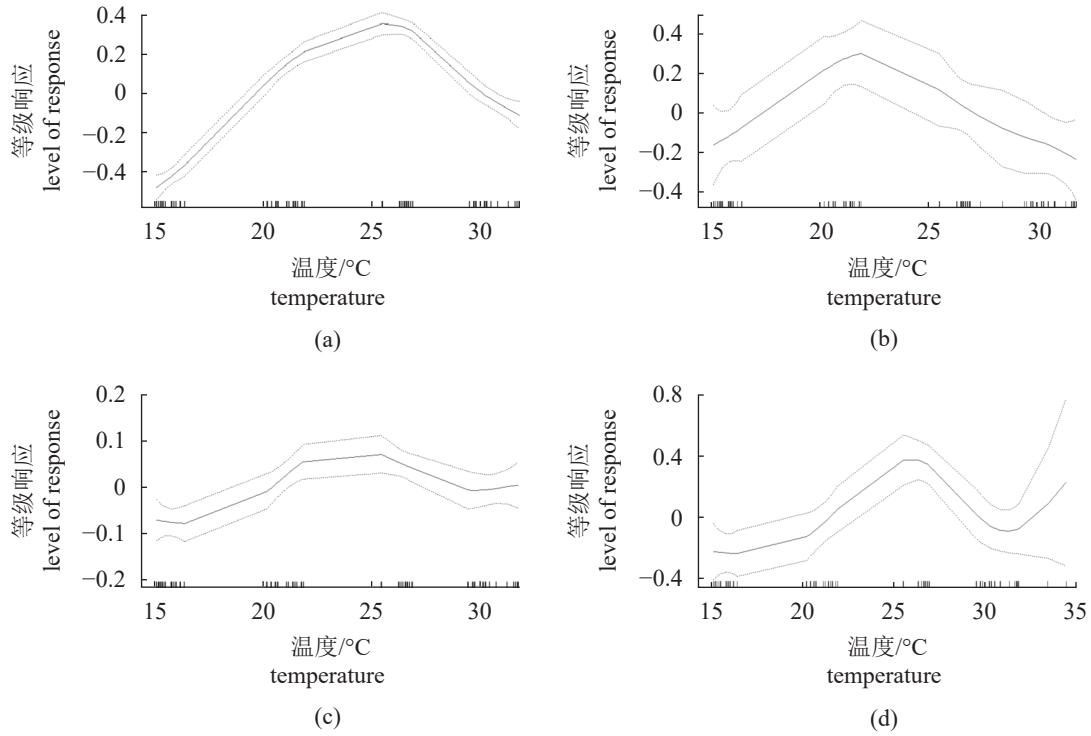 等级响应
level of response
0.4
0.2
0
−0.2
−0.4
15
20
25
30
温度/°C
temperature
(a)
等级响应
level of response
0.4
0.2
0
−0.2
−0.4
15
20
25
30
温度/°C
temperature
(b)
等级响应
level of response
0.2
0.1
0
−0.1
−0.2
15
20
25
30
温度/°C
temperature
(c)
等级响应
level of response
0.8
0.4
0
−0.4
15
20
25
30
35
温度/°C
temperature
(d)